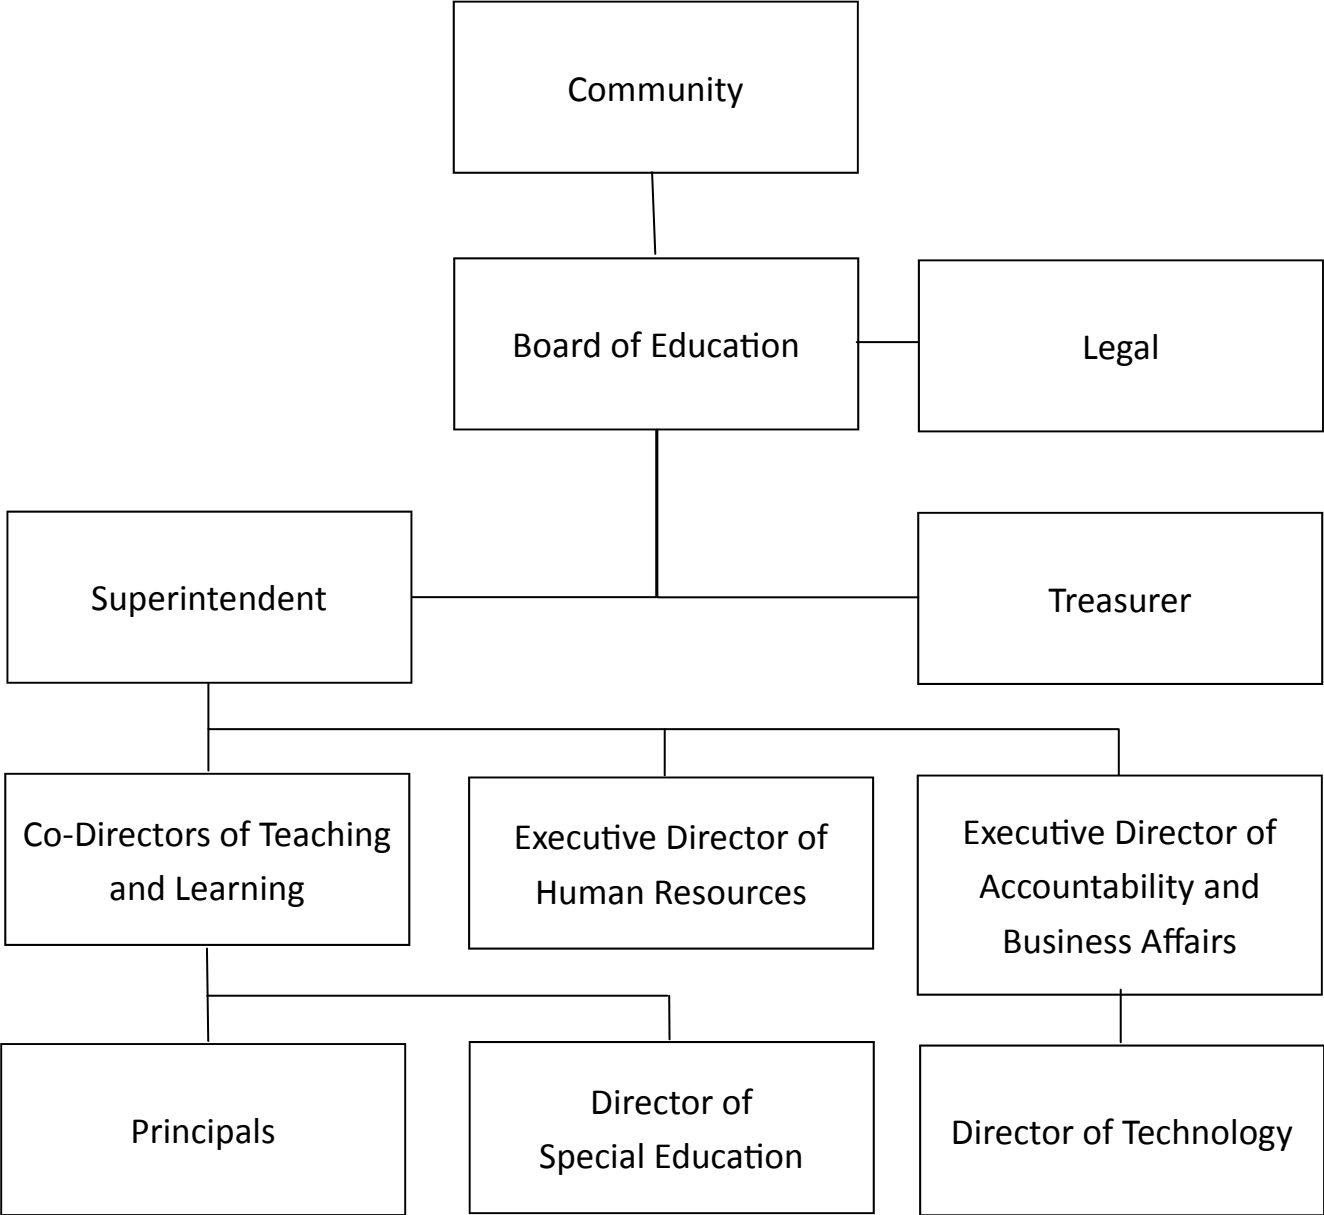 Community
Board of Education
Legal
Superintendent
Treasurer
Co-Directors of Teaching
and Learning
Executive Director of
Human Resources
Executive Director of
Accountability and
Business Affairs
Principals
Director of
Special Education
Director of Technology